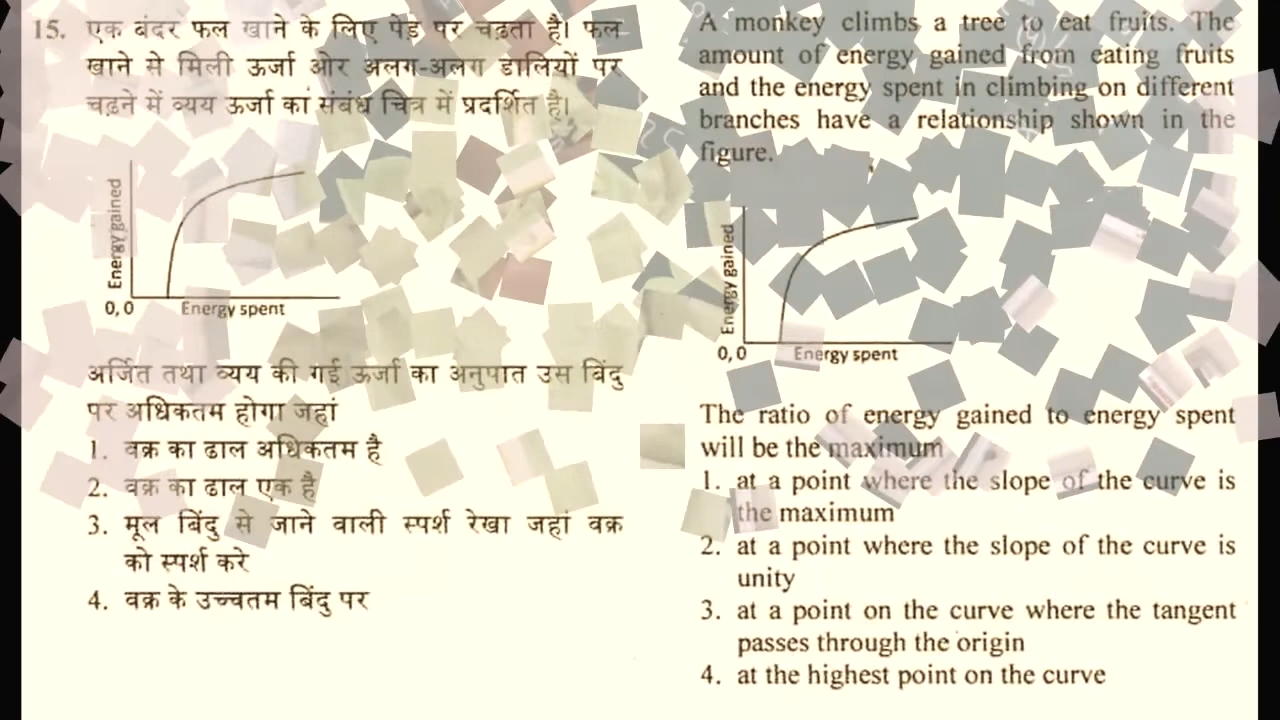 15. एक बंदर फल खाने के लिए पेड़ पर चढ़ता है। फल
खाने से मिली ऊर्जा ओर अलग-अलग डालियों पर
चढ़ने में व्यय ऊर्जा का संबंध चित्र में प्रदर्शित है।
Energy gained
0, 0
Energy spent
अर्जित तथा व्यय की गई ऊर्जा का अनुपात उस बिंदु
पर अधिकतम होगा जहां
1. वक्र का ढाल अधिकतम है
2. वक्र का ढाल एक है
3. मूल बिंदु से जाने वाली स्पर्श रेखा जहां वक्र
को स्पर्श करे
4. वक्र के उच्चतम बिंदु पर
A monkey climbs a tree to eat fruits. The
amount of energy gained from eating fruits
and the energy spent in climbing on different
branches have a relationship shown in the
figure.
Energy gained
0, 0
Energy spent
The ratio of energy gained to energy spent
will be the maximum
1. at a point where the slope of the curve is
the maximum
2. at a point where the slope of the curve is
unity
3. at a point on the curve where the tangent
passes through the origin
4. at the highest point on the curve